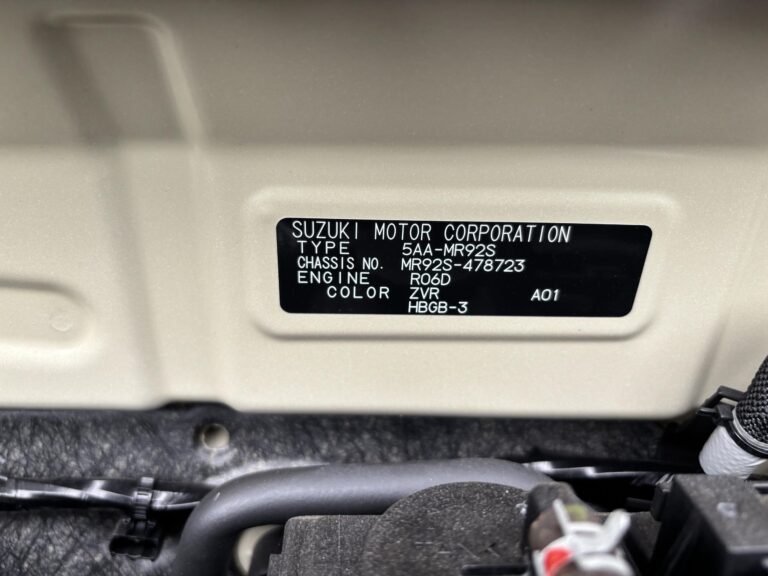 SUZUKI MOTOR CORPORATION
TYPE 5AA-MR92S
CHASSIS NO. MR92S-478723
ENGINE R06D
COLOR ZVR A01
HBGB-3